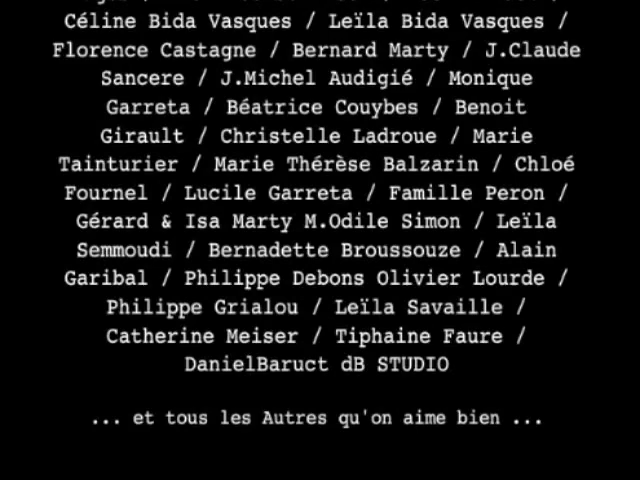 Céline Bida Vasques / Leïla Bida Vasques /
Florence Castagne / Bernard Marty / J.Claude
Sancere / J.Michel Audigié / Monique
Garreta / Béatrice Couybes / Benoit
Girault / Christelle Ladroue / Marie
Tainturier / Marie Thérèse Balzarin / Chloé
Fournel / Lucile Garreta / Famille Peron /
Gérard & Isa Marty M.Odile Simon / Leïla
Semmoudi / Bernadette Broussouze / Alain
Garibal / Philippe Debons Olivier Lourde /
Philippe Grialou / Leïla Savaille /
Catherine Meiser / Tiphaine Faure /
DanielBaruct dB STUDIO
... et tous les Autres qu'on aime bien ...